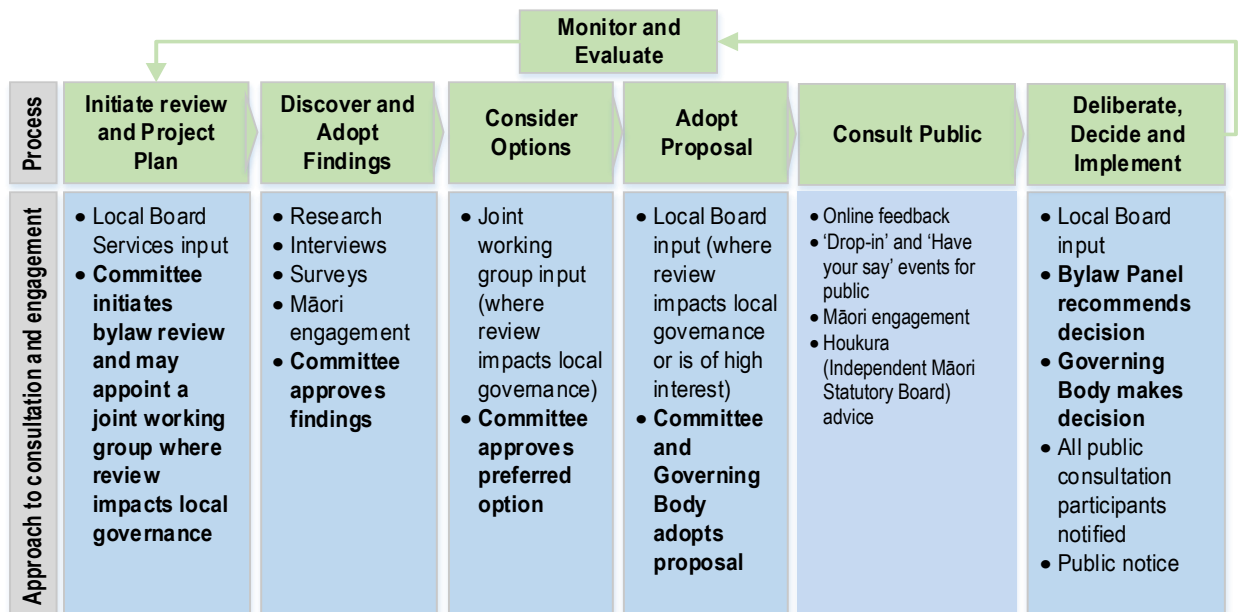 Monitor and
Evaluate
Process
Initiate review
and Project
Plan
Discover and
Adopt
Findings
Consider
Options
Adopt
Proposal
Consult Public
Deliberate,
Decide and
Implement
Approach to consultation and engagement
• Local Board
Services input
• Committee
initiates
bylaw review
and may
appoint a
joint working
group where
review
impacts local
governance
• Research
• Interviews
• Surveys
• Māori
engagement
• Committee
approves
findings
• Joint
working
group input
(where
review
impacts local
governance)
• Committee
approves
preferred
option
• Local Board
input (where
review
impacts local
governance
or is of high
interest)
• Committee
and
Governing
Body
adopts
proposal
• Online feedback
• ‘Drop-in’ and ‘Have
your say’ events for
public
• Māori engagement
• Houkura
(Independent Māori
Statutory Board)
advice
• Local Board
input
• Bylaw Panel
recommends
decision
• Governing
Body makes
decision
• All public
consultation
participants
notified
• Public notice